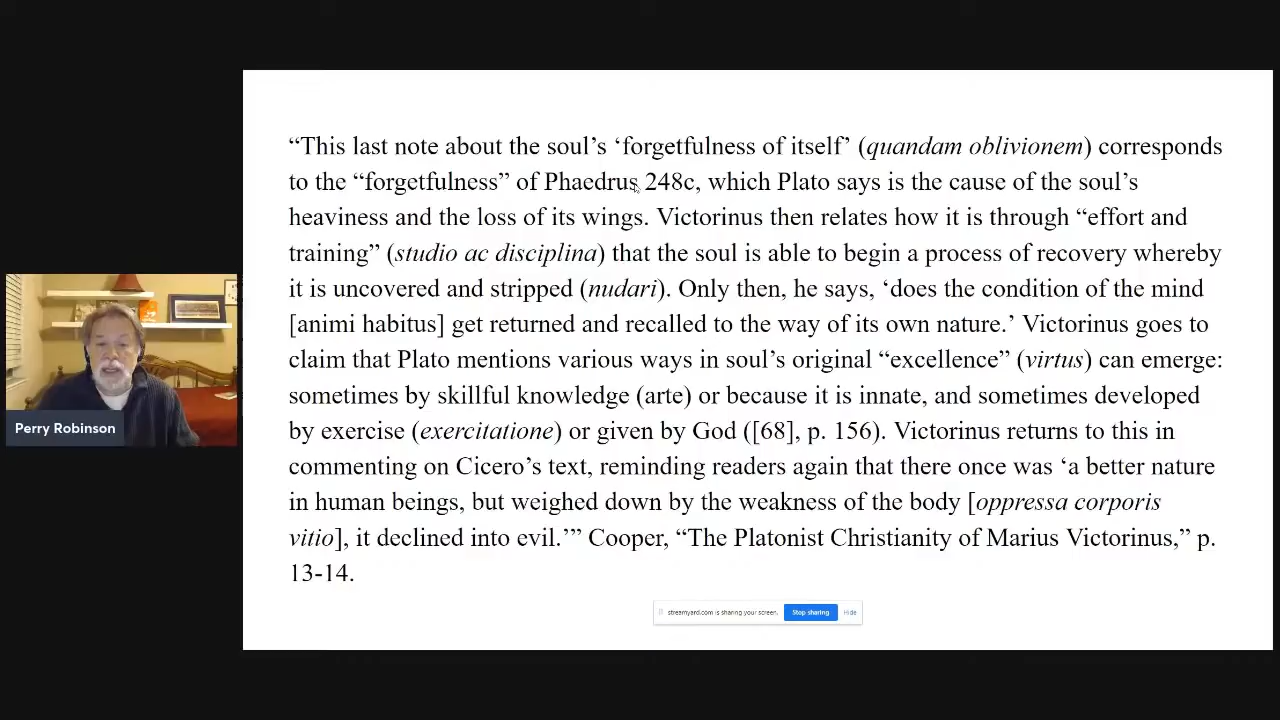 “This last note about the soul’s ‘forgetfulness of itself’ (quandam oblivionem) corresponds
to the “forgetfulness” of Phaedrus 248c, which Plato says is the cause of the soul’s
heaviness and the loss of its wings. Victorinus then relates how it is through “effort and
training” (studio ac disciplina) that the soul is able to begin a process of recovery whereby
it is uncovered and stripped (nudari). Only then, he says, ‘does the condition of the mind
[animi habitus] get returned and recalled to the way of its own nature.’ Victorinus goes to
claim that Plato mentions various ways in soul’s original “excellence” (virtus) can emerge:
sometimes by skillful knowledge (arte) or because it is innate, and sometimes developed
by exercise (exercitatione) or given by God ([68], p. 156). Victorinus returns to this in
commenting on Cicero’s text, reminding readers again that there once was ‘a better nature
in human beings, but weighed down by the weakness of the body [oppressa corporis
vitio], it declined into evil.’” Cooper, “The Platonist Christianity of Marius Victorinus,” p.
13-14.
Perry Robinson
streamyard.com is sharing your screen.
Stop sharing
Hide